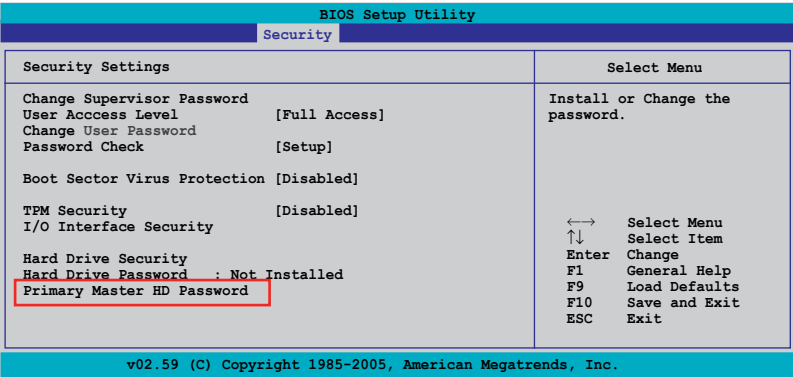 BIOS Setup Utility
Security
Security Settings
Change Supervisor Password
User Acccess Level [Full Access]
Change User Password
Password Check [Setup]
Boot Sector Virus Protection [Disabled]
TPM Security [Disabled]
I/O Interface Security
Hard Drive Security
Hard Drive Password : Not Installed
Primary Master HD Password
Select Menu
Install or Change the
password.
←→ Select Menu
↑↓ Select Item
Enter Change
F1 General Help
F9 Load Defaults
F10 Save and Exit
ESC Exit
v02.59 (C) Copyright 1985-2005, American Megatrends, Inc.